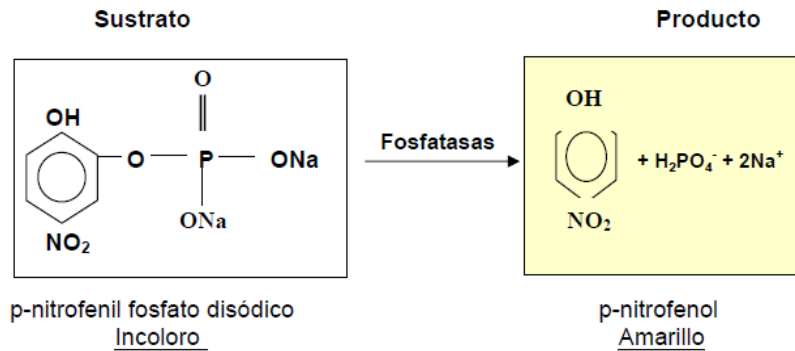 Sustrato
Producto
O
OH
O
P
ONa
ONa
NO₂
Fosfatasas
OH
+ H₂PO₄⁻ + 2Na⁺
NO₂
p-nitrofenil fosfato disódico
Incoloro
p-nitrofenol
Amarillo